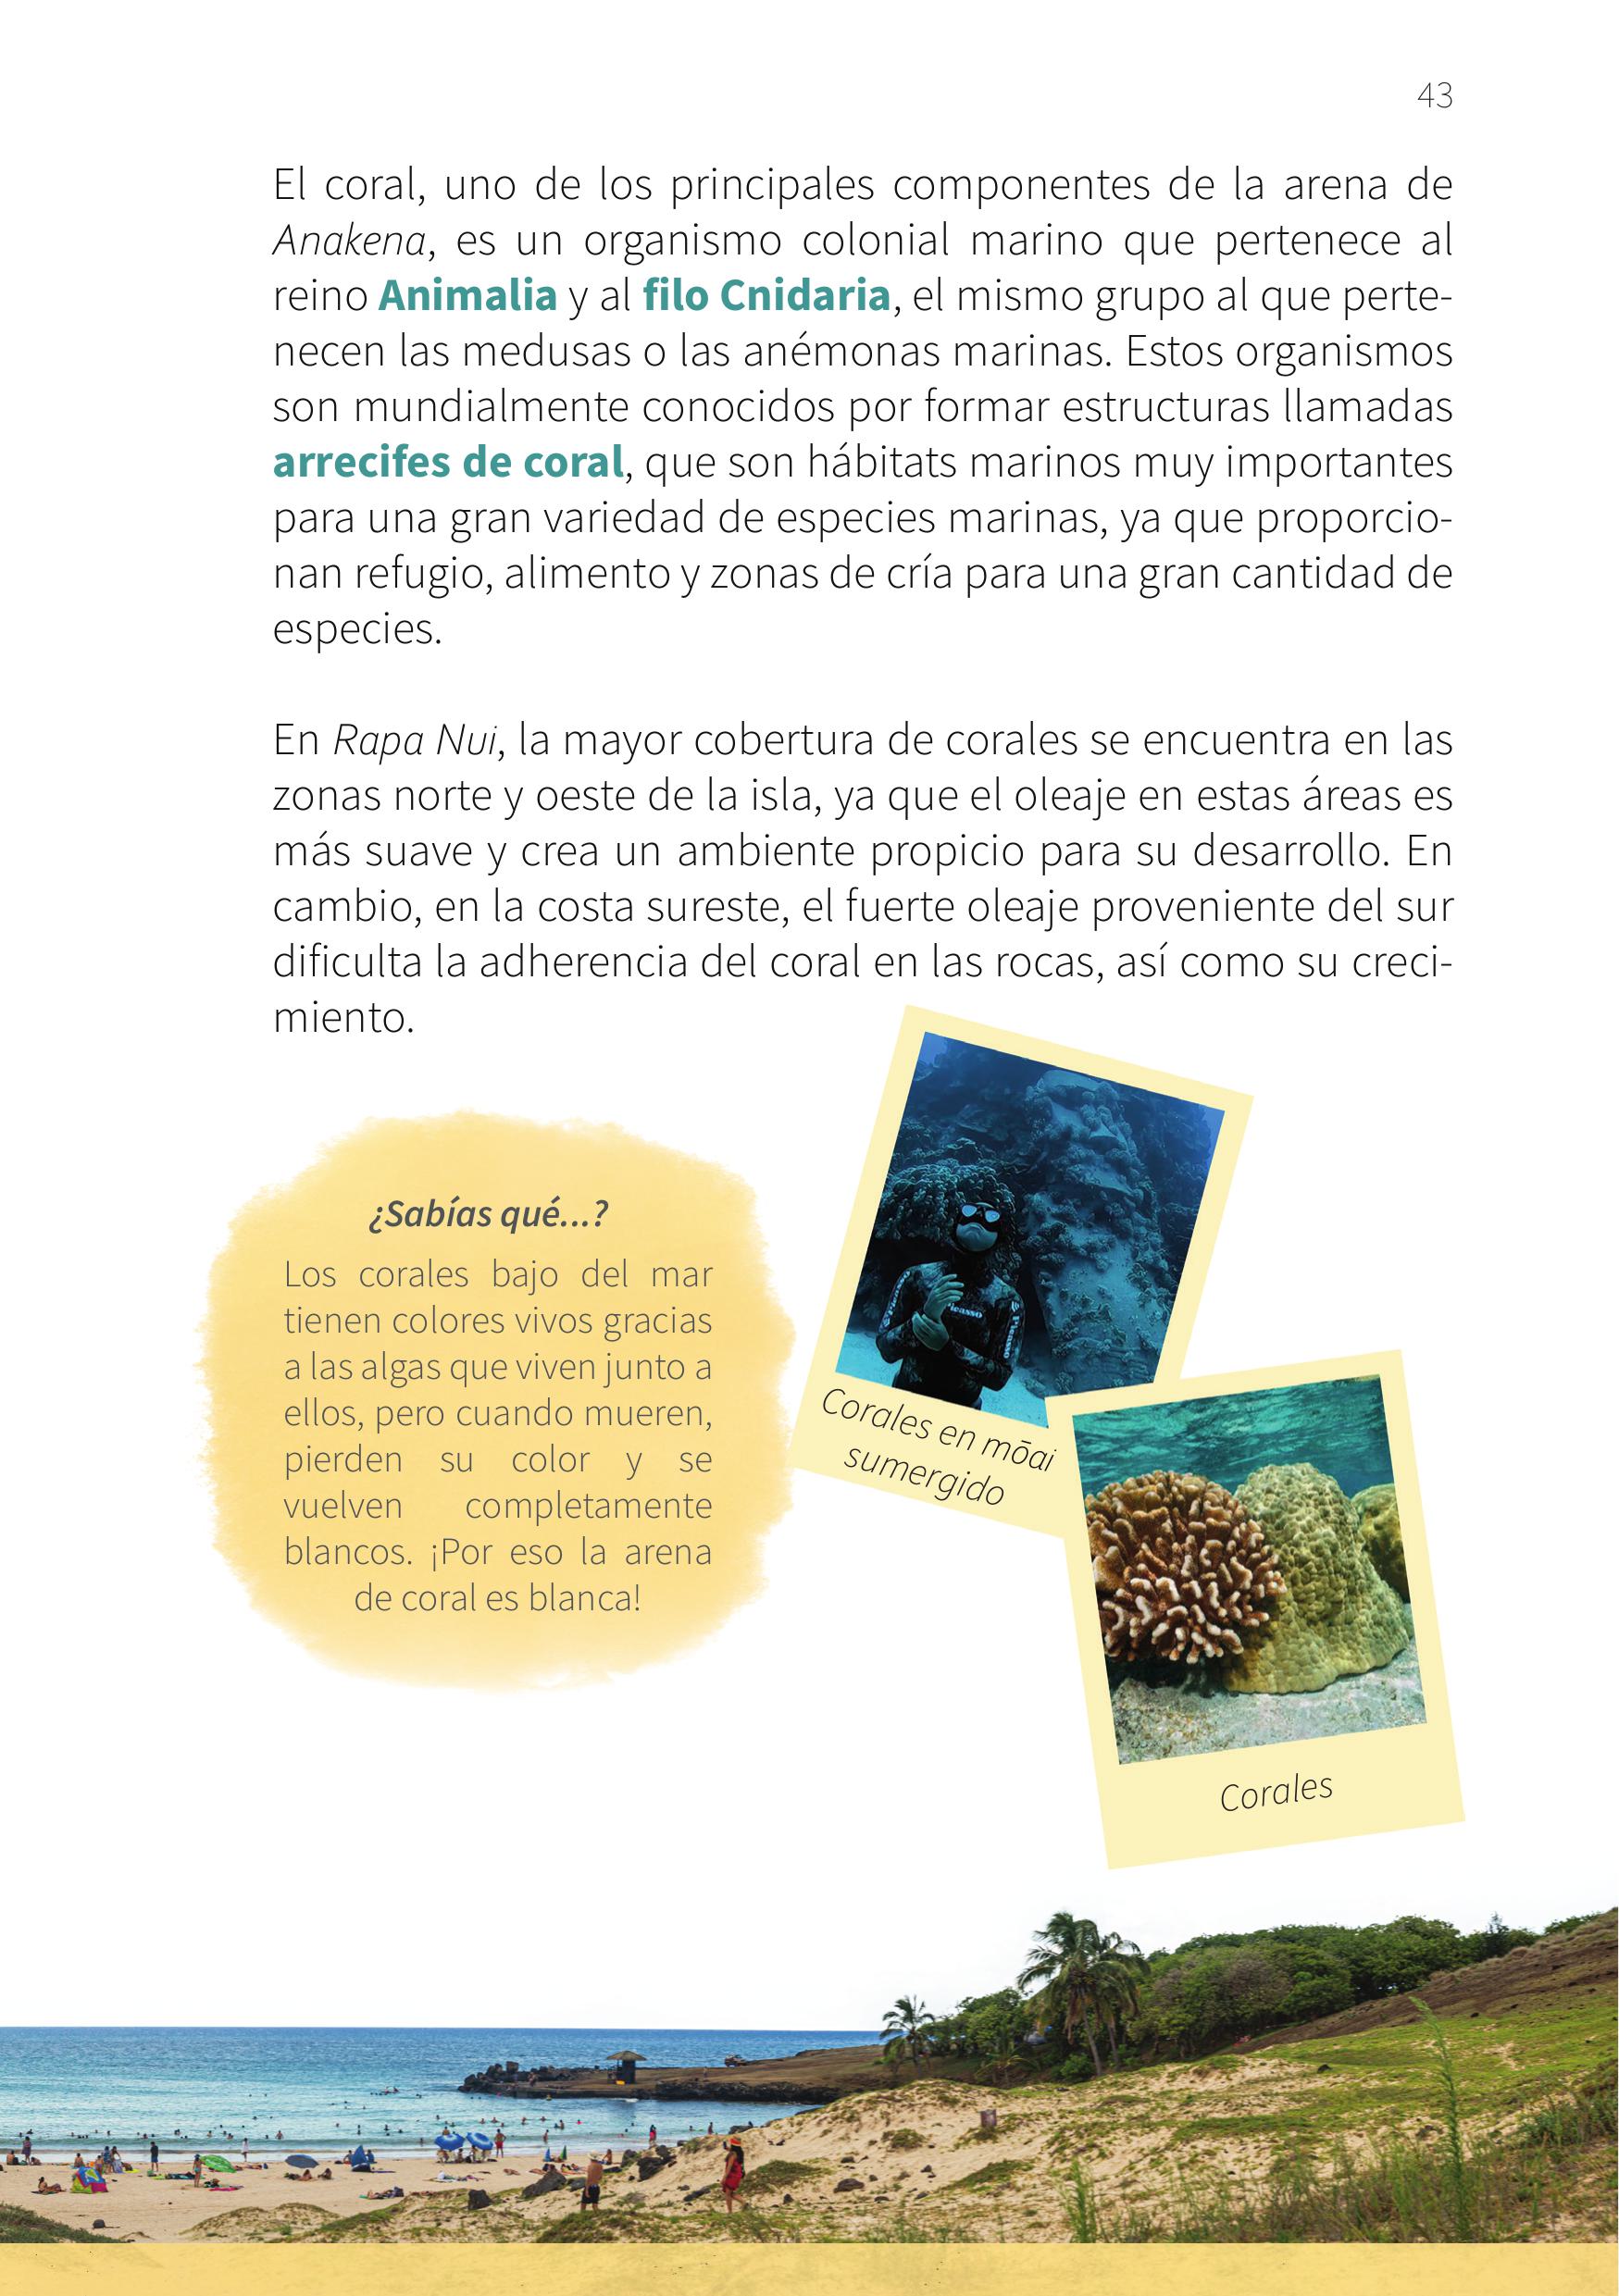 43
El coral, uno de los principales componentes de la arena de
Anakena, es un organismo colonial marino que pertenece al
reino Animalia y al filo Cnidaria, el mismo grupo al que perte-
necen las medusas o las anémonas marinas. Estos organismos
son mundialmente conocidos por formar estructuras llamadas
arrecifes de coral, que son hábitats marinos muy importantes
para una gran variedad de especies marinas, ya que proporcio-
nan refugio, alimento y zonas de cría para una gran cantidad de
especies.
En Rapa Nui, la mayor cobertura de corales se encuentra en las
zonas norte y oeste de la isla, ya que el oleaje en estas áreas es
más suave y crea un ambiente propicio para su desarrollo. En
cambio, en la costa sureste, el fuerte oleaje proveniente del sur
dificulta la adherencia del coral en las rocas, así como su creci-
miento.
¿Sabías qué...?
Los corales bajo del mar
tienen colores vivos gracias
a las algas que viven junto a
ellos, pero cuando mueren,
pierden su color y se
vuelven completamente
blancos. ¡Por eso la arena
de coral es blanca!
Corales en mōai
sumergido
Corales